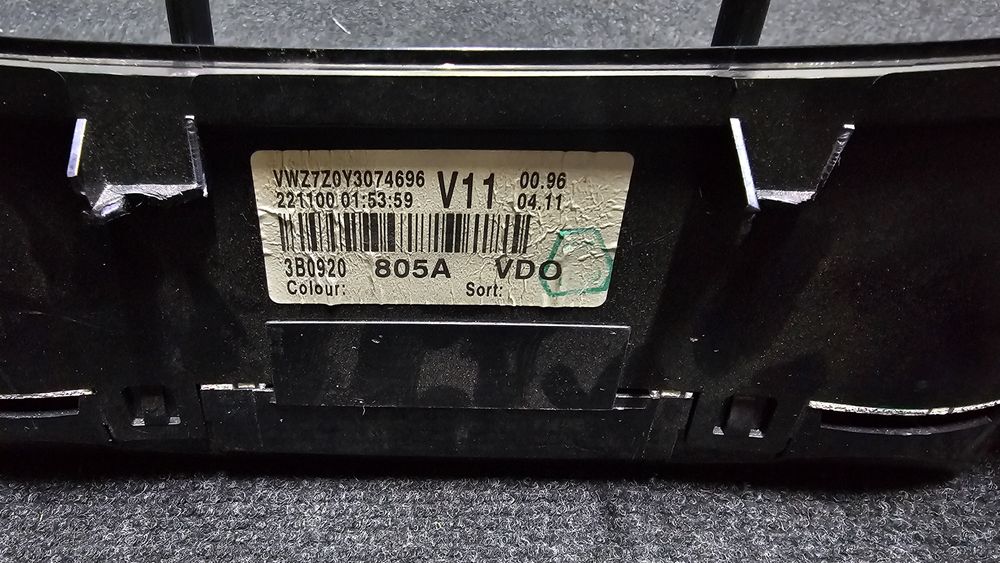 VWZ7Z0Y3074696 V11 00.96
221100 01:53:59 04.11
3B0920 805A VDO
Colour: Sort: